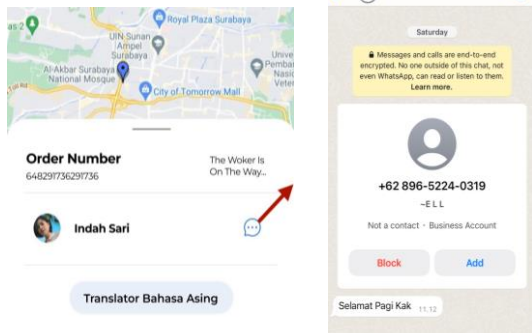 Royal Plaza Surabaya
UIN Sunan
Ampel
Surabaya
Al-Akbar Surabaya
National Mosque
City of Tomorrow Mall
Order Number
648291736291736
The Woker Is
On The Way..
Indah Sari
Translator Bahasa Asing
Saturday
Messages and calls are end-to-end
encrypted. No one outside of this chat, not
even WhatsApp, can read or listen to them.
Learn more.
+62 896-5224-0319
~E L L
Not a contact · Business Account
Block
Add
Selamat Pagi Kak 11.12